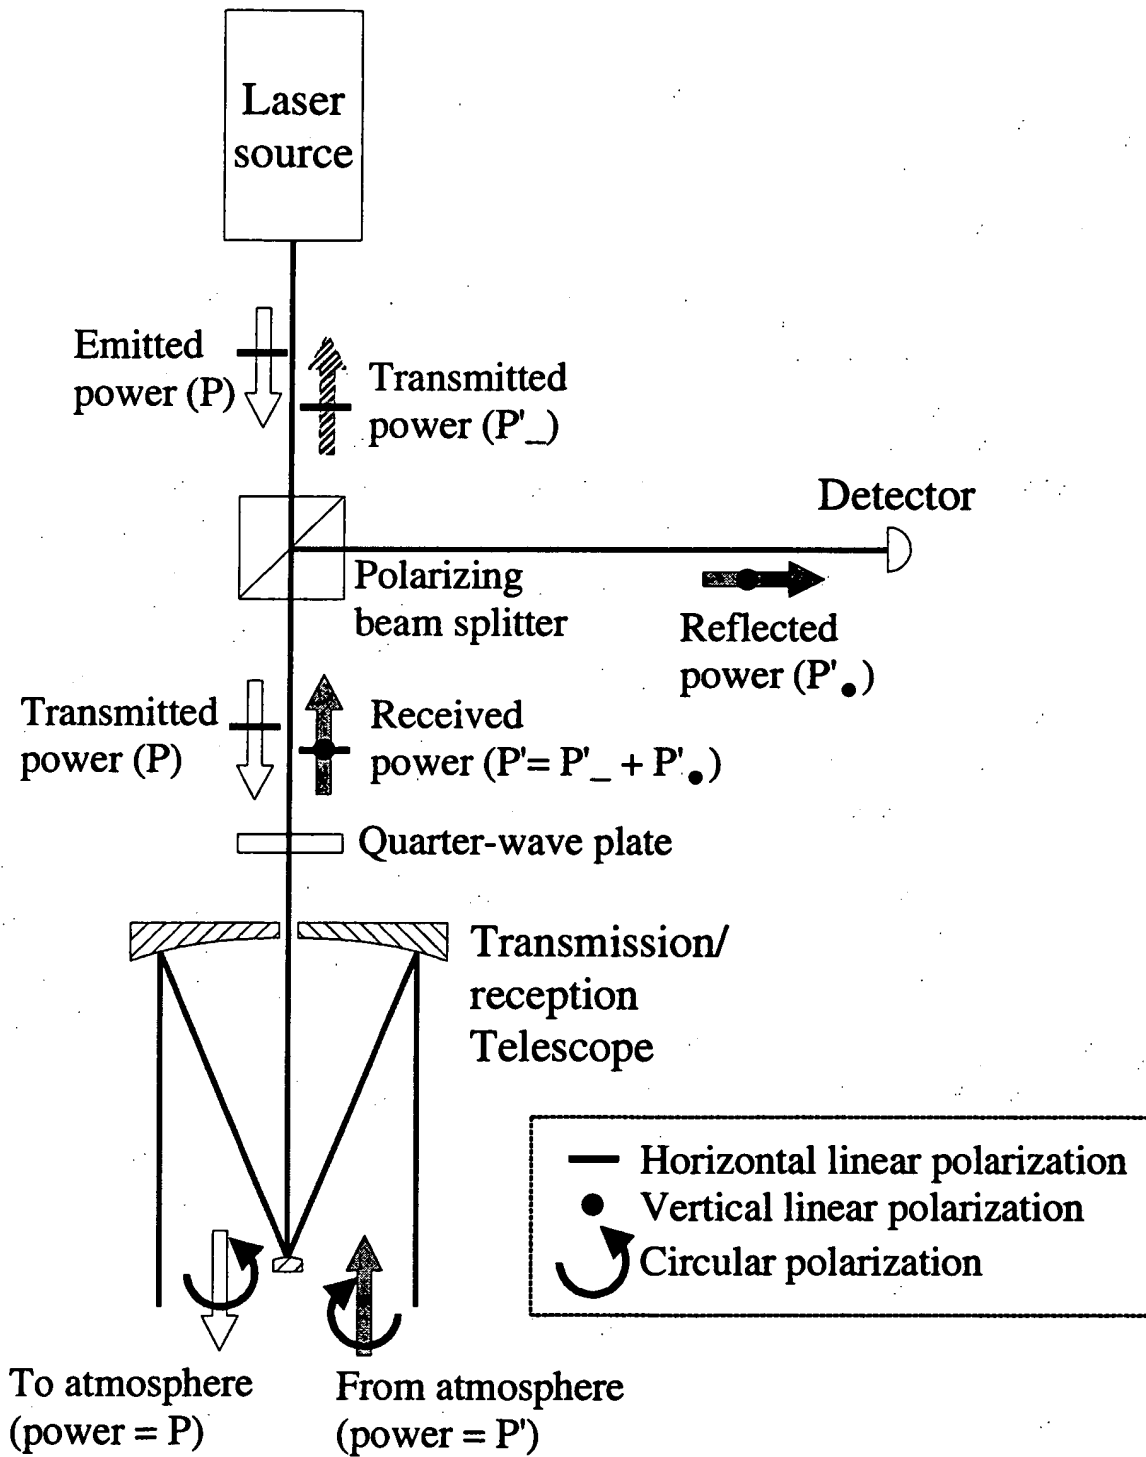 Laser
source
Emitted
power (P)
Transmitted
power (P'_)
Detector
Polarizing
beam splitter
Reflected
power (P'●)
Transmitted
power (P)
Received
power (P'= P'_ + P'●)
Quarter-wave plate
Transmission/
reception
Telescope
Horizontal linear polarization
Vertical linear polarization
Circular polarization
To atmosphere
(power = P)
From atmosphere
(power = P')